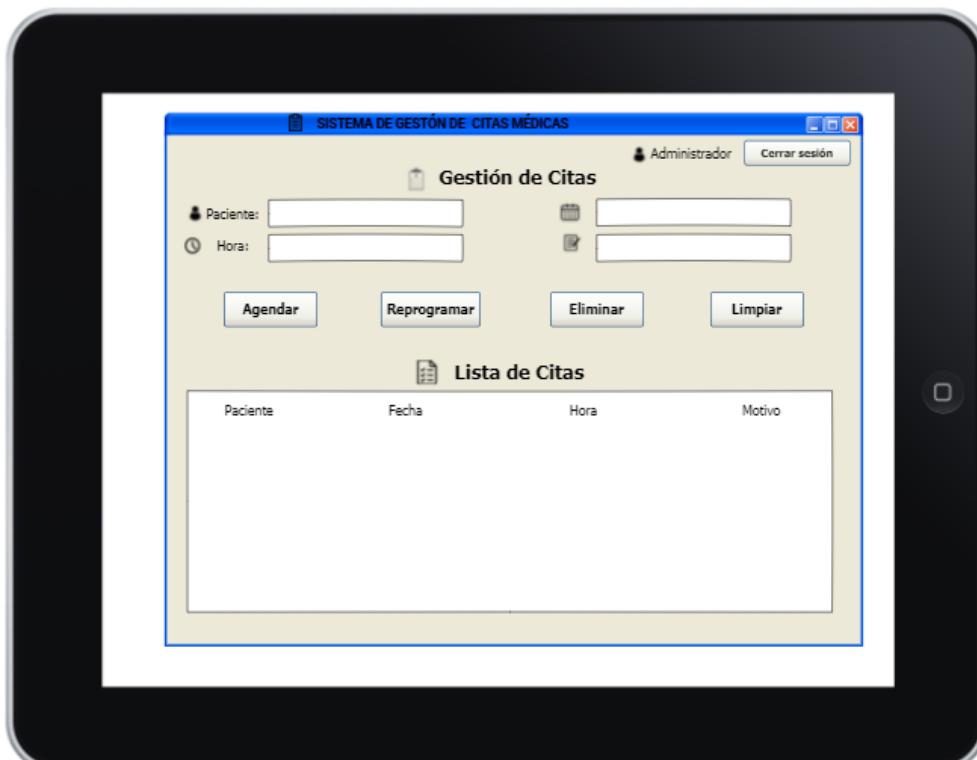 SISTEMA DE GESTIÓN DE CITAS MÉDICAS
Administrador
Cerrar sesión
Gestión de Citas
Paciente:
Hora:
Agendar
Reprogramar
Eliminar
Limpiar
Lista de Citas
Paciente Fecha Hora Motivo